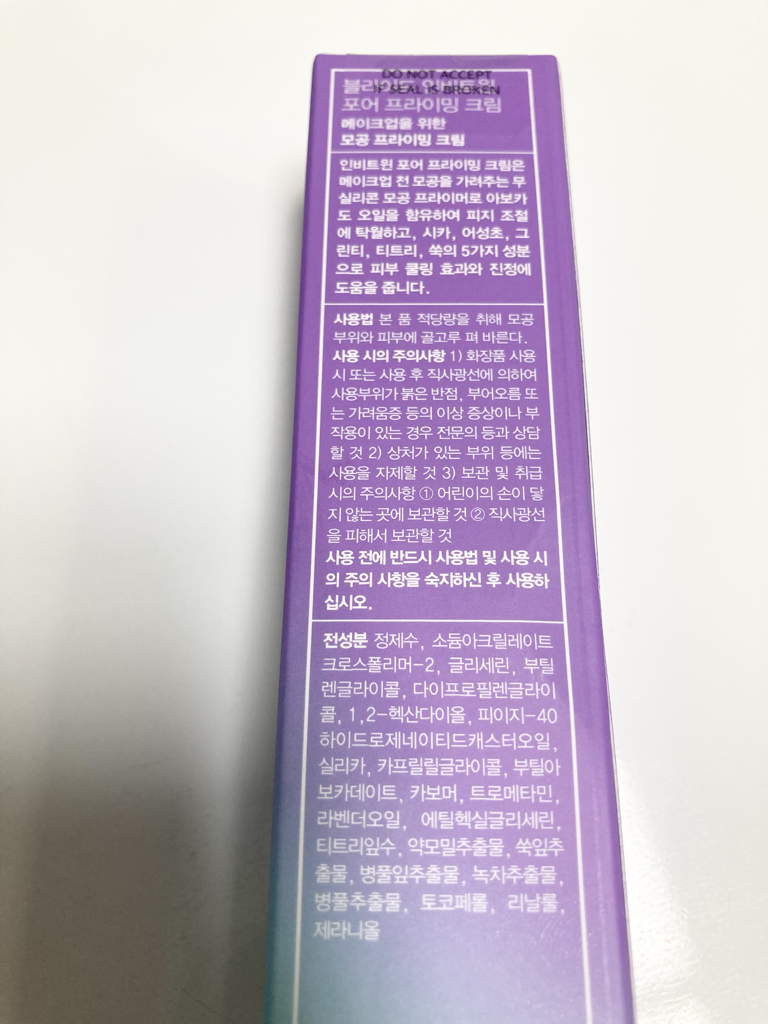 DO NOT ACCEPT
IF SEAL IS BROKEN
블라이드 인비트윈
포어 프라이밍 크림
메이크업을 위한
모공 프라이밍 크림
인비트윈 포어 프라이밍 크림은
메이크업 전 모공을 가려주는 무
실리콘 모공 프라이머로 아보카
도 오일을 함유하여 피지 조절
에 탁월하고, 시카, 어성초, 그
린티, 티트리, 쑥의 5가지 성분
으로 피부 쿨링 효과와 진정에
도움을 줍니다.
사용법 본 품 적당량을 취해 모공
부위와 피부에 골고루 펴 바른다.
사용 시의 주의사항 1) 화장품 사용
시 또는 사용 후 직사광선에 의하여
사용부위가 붉은 반점, 부어오름 또
는 가려움증 등의 이상 증상이나 부
작용이 있는 경우 전문의 등과 상담
할 것 2) 상처가 있는 부위 등에는
사용을 자제할 것 3) 보관 및 취급
시의 주의사항 ① 어린이의 손이 닿
지 않는 곳에 보관할 것 ② 직사광선
을 피해서 보관할 것
사용 전에 반드시 사용법 및 사용 시
의 주의 사항을 숙지하신 후 사용하
십시오.
전성분 정제수, 소듐아크릴레이트
크로스폴리머-2, 글리세린, 부틸
렌글라이콜, 다이프로필렌글라이
콜, 1,2-헥산다이올, 피이지-40
하이드로제네이티드캐스터오일,
실리카, 카프릴릴글라이콜, 부틸아
보카데이트, 카보머, 트로메타민,
라벤더오일, 에틸헥실글리세린,
티트리잎수, 약모밀추출물, 쑥잎추
출물, 병풀잎추출물, 녹차추출물,
병풀추출물, 토코페롤, 리날룰,
제라니올